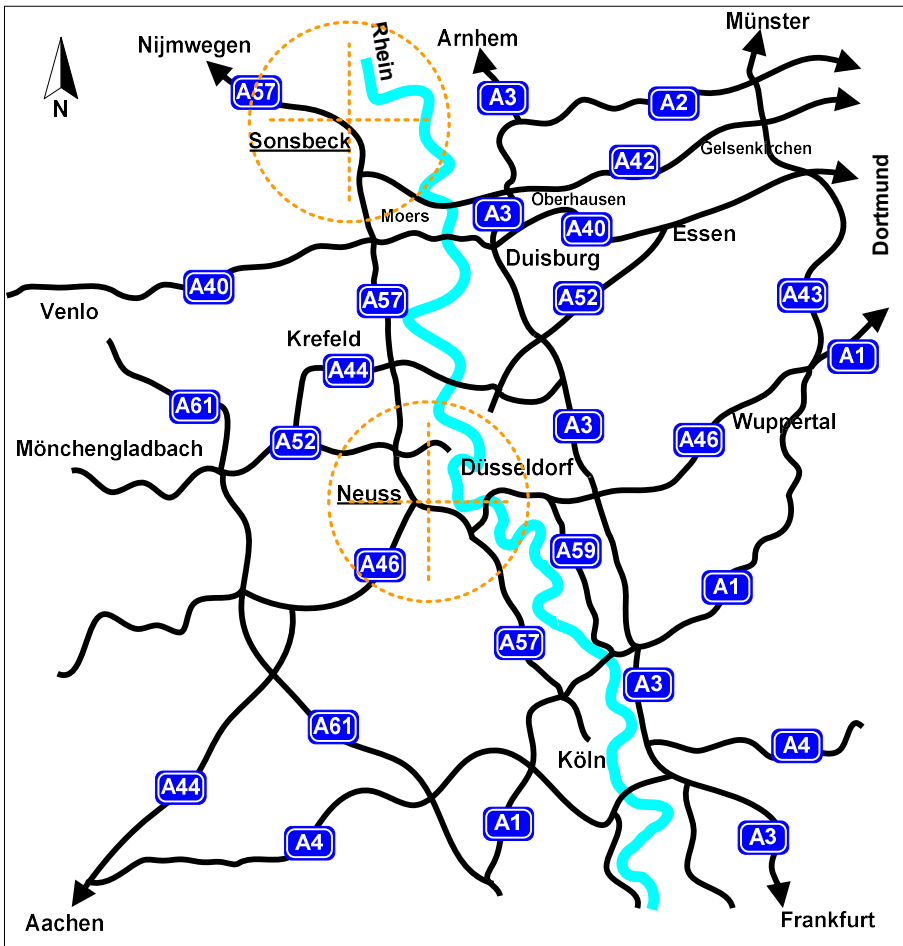 Münster
Rhein
Arnhem
Nijmwegen
A57
A3
A2
N
Sonsbeck
Gelsenkirchen
A42
Oberhausen
Moers
A3
A40
Essen
Dortmund
Duisburg
A40
A57
A52
A43
Venlo
Krefeld
A44
A1
A61
Wuppertal
A3
A46
A52
Mönchengladbach
Düsseldorf
Neuss
A59
A46
A1
A57
A3
A61
A4
Köln
A44
A1
A4
A3
Aachen
Frankfurt